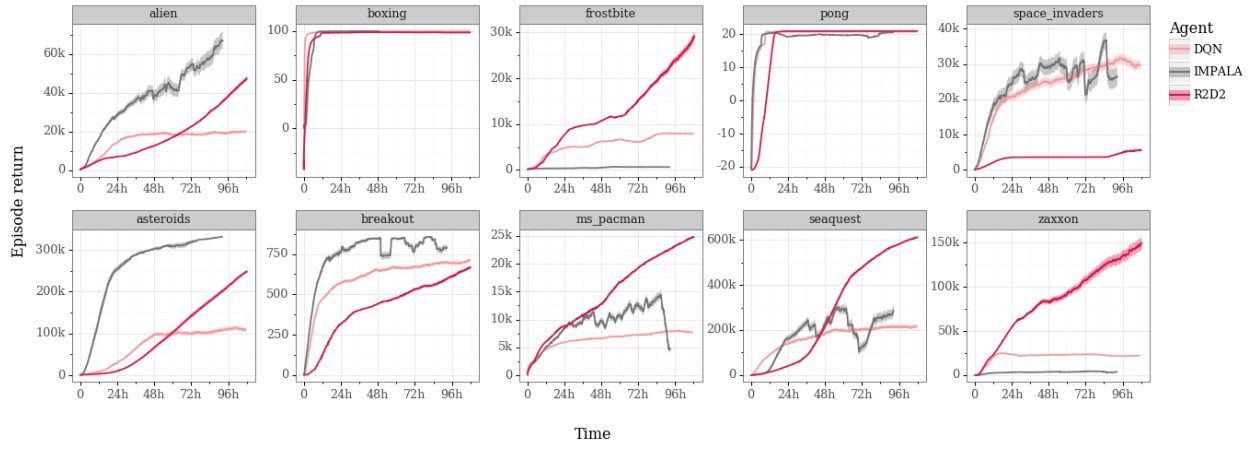 alien boxing frostbite pong space_invaders
60k 40k 20k 0
100 50 0
30k 20k 10k 0
20 10 0 -10 -20
40k 30k 20k 10k 0
0 24h 48h 72h 96h 0 24h 48h 72h 96h 0 24h 48h 72h 96h 0 24h 48h 72h 96h 0 24h 48h 72h 96h
Agent
DQN
IMPALA
R2D2
Episode return
asteroids breakout ms_pacman seaquest zaxxon
300k 200k 100k 0
750 500 250 0
25k 20k 15k 10k 5k 0
600k 400k 200k 0
150k 100k 50k 0
0 24h 48h 72h 96h 0 24h 48h 72h 96h 0 24h 48h 72h 96h 0 24h 48h 72h 96h 0 24h 48h 72h 96h
Time